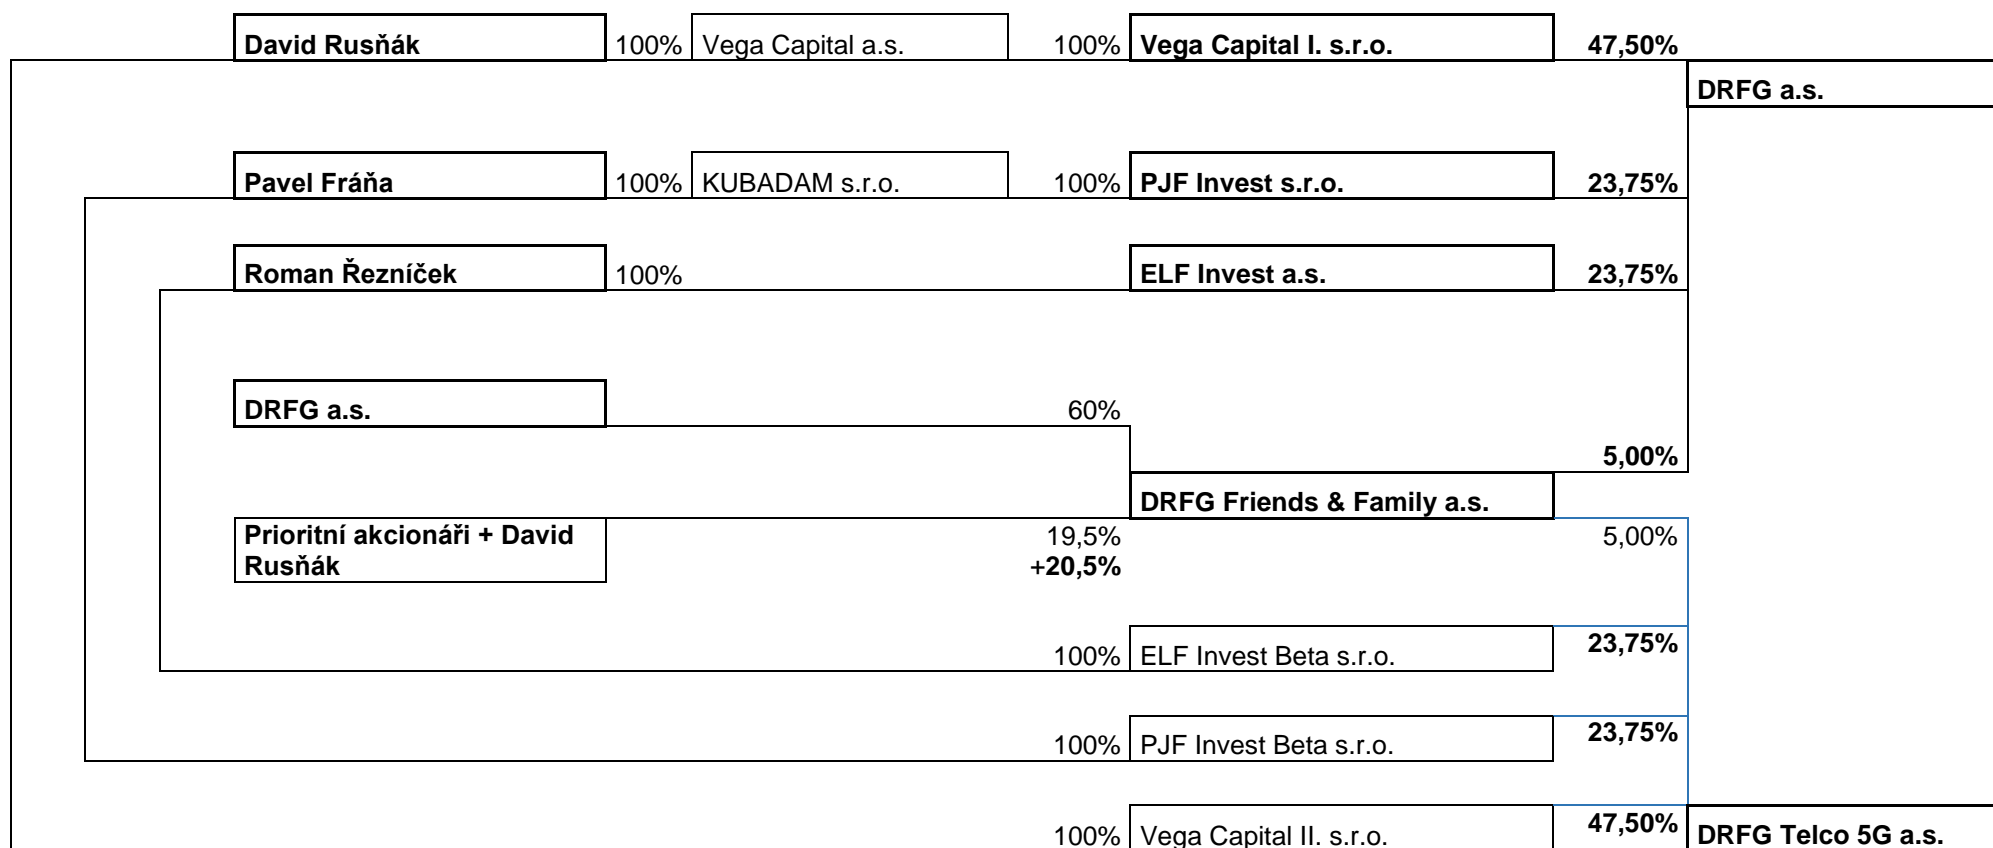 David Rusňák 100% Vega Capital a.s. 100% Vega Capital I. s.r.o. 47,50%
DRFG a.s.
Pavel Fráňa 100% KUBADAM s.r.o. 100% PJF Invest s.r.o. 23,75%
Roman Řezníček 100% ELF Invest a.s. 23,75%
DRFG a.s. 60%
5,00%
DRFG Friends & Family a.s.
Prioritní akcionáři + David 19,5% 5,00%
Rusňák +20,5%
100% ELF Invest Beta s.r.o. 23,75%
100% PJF Invest Beta s.r.o. 23,75%
100% Vega Capital II. s.r.o. 47,50% DRFG Telco 5G a.s.